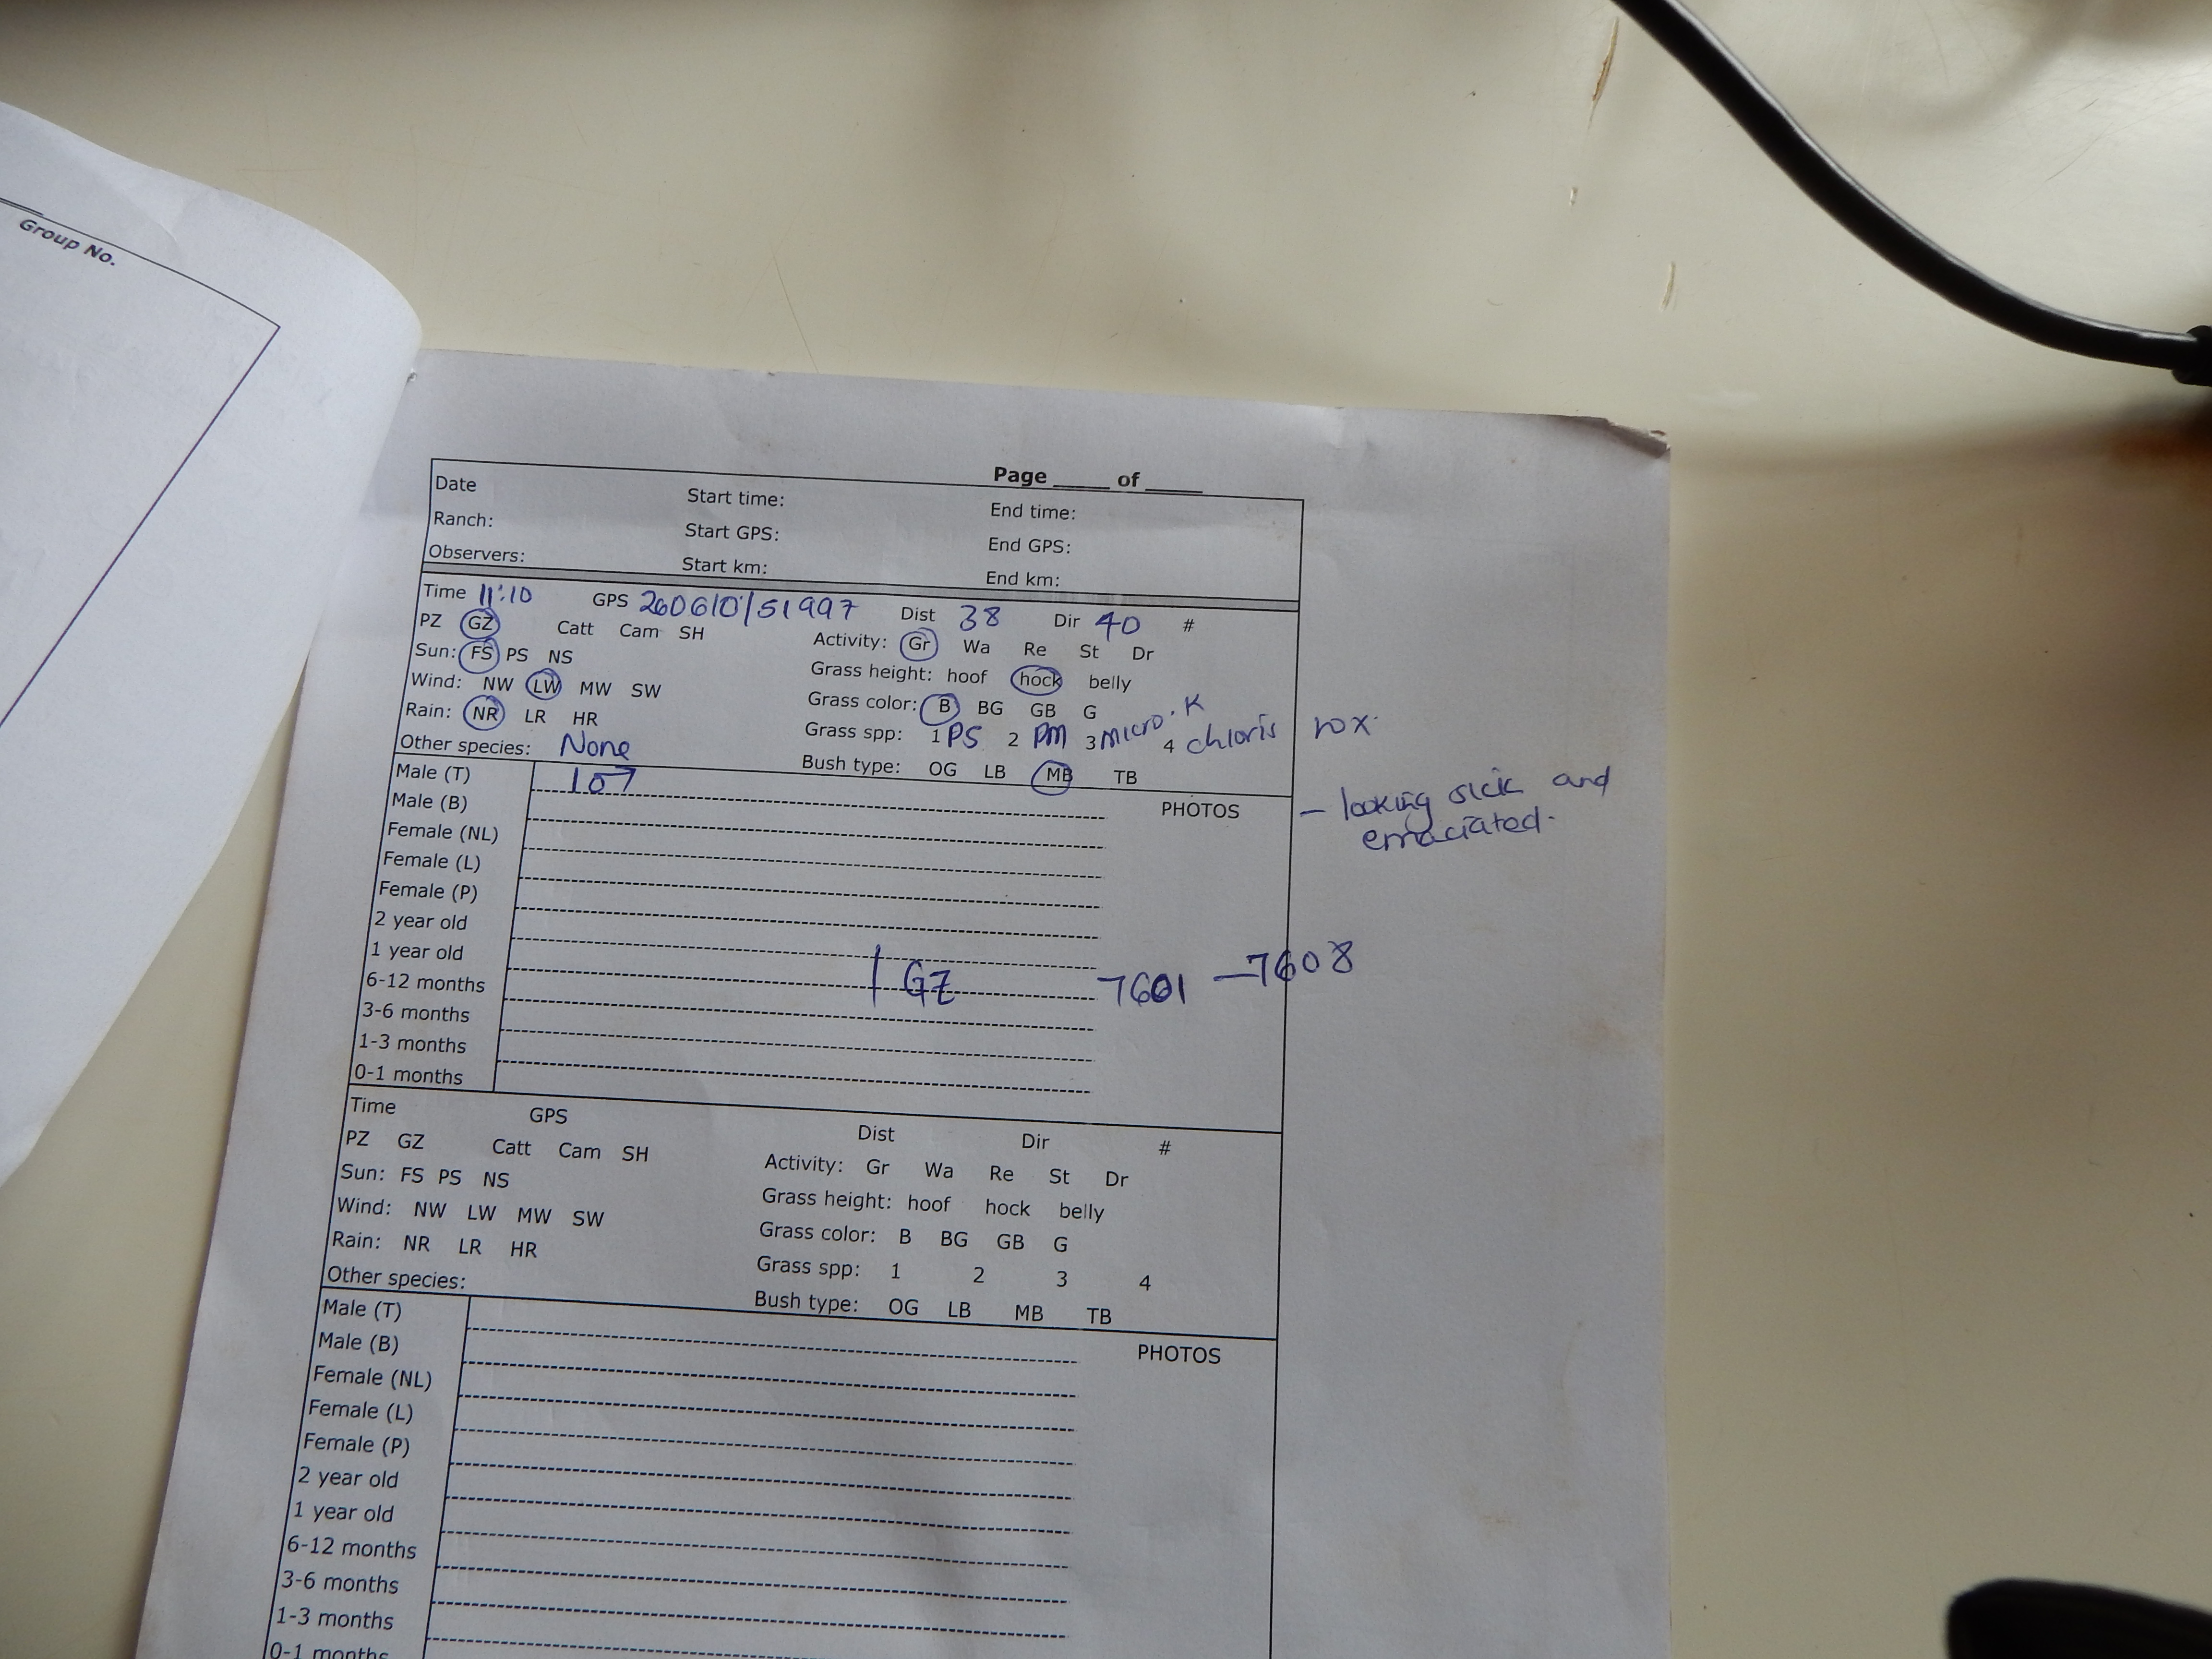 Group No.
Page _____ of _____
Date Start time: End time:
Ranch: Start GPS: End GPS:
Observers: Start km: End km:
Time 11:10 GPS 260610/51997 Dist 38 Dir 40 #
PZ GZ Catt Cam SH Activity: Gr Wa Re St Dr
Sun: FS PS NS Grass height: hoof hock belly
Wind: NW LW MW SW Grass color: B BG GB G
Rain: NR LR HR Grass spp: 1 PS 2 PM 3 micro. K 4 chloris rox.
Other species: None Bush type: OG LB MB TB
Male (T) 107 PHOTOS
- looking sick and
emaciated.
Male (B)
Female (NL)
Female (L)
Female (P)
2 year old
1 year old
6-12 months 1 GZ 7601 - 7608
3-6 months
1-3 months
0-1 months
Time GPS Dist Dir #
PZ GZ Catt Cam SH Activity: Gr Wa Re St Dr
Sun: FS PS NS Grass height: hoof hock belly
Wind: NW LW MW SW Grass color: B BG GB G
Rain: NR LR HR Grass spp: 1 2 3 4
Other species: Bush type: OG LB MB TB
Male (T) PHOTOS
Male (B)
Female (NL)
Female (L)
Female (P)
2 year old
1 year old
6-12 months
3-6 months
1-3 months
0-1 months